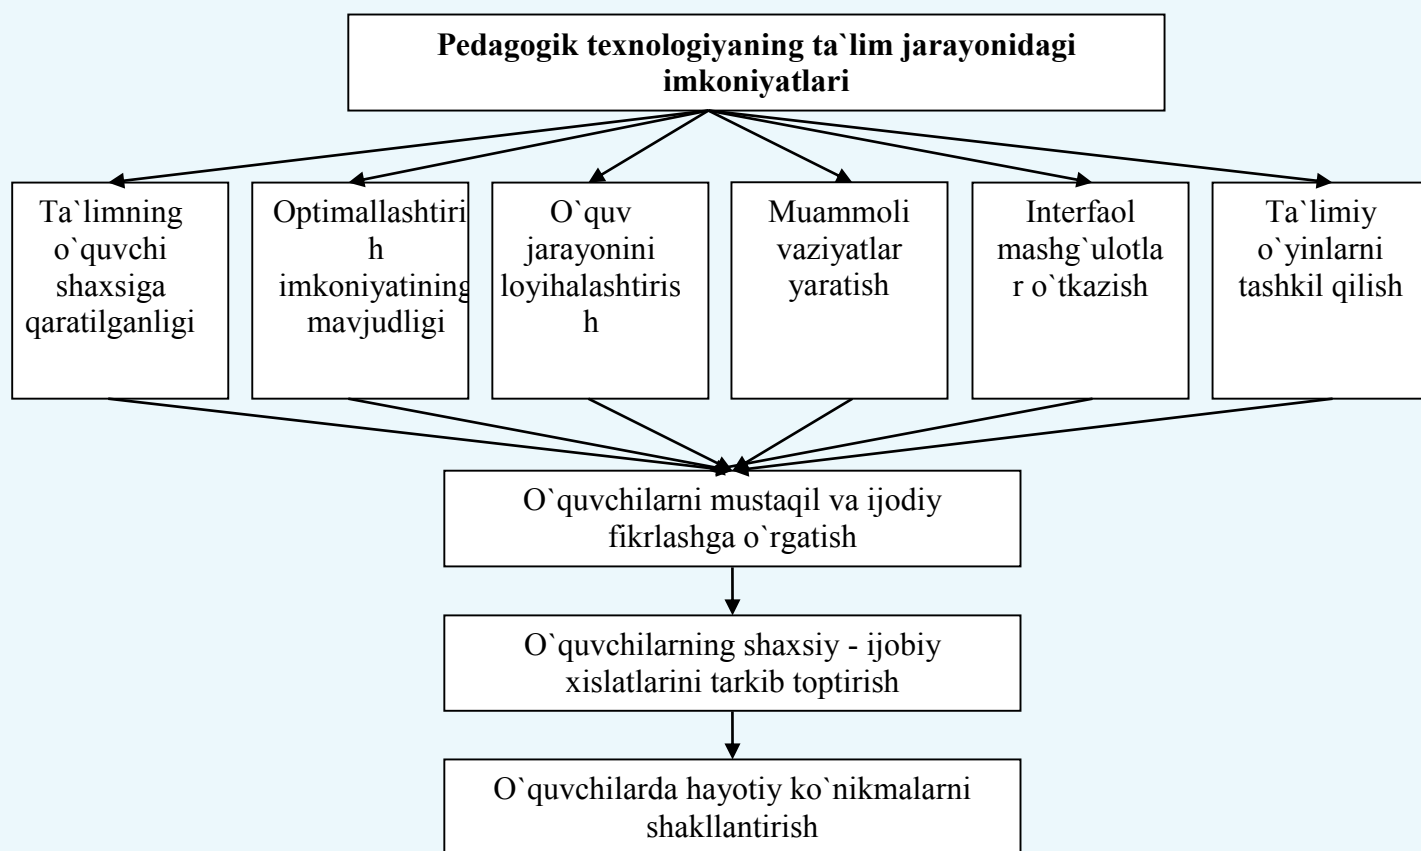 Pedagogik texnologiyaning ta`lim jarayonidagi
imkoniyatlari
Ta`limning
o`quvchi
shaxsiga
qaratilganligi
Optimallashtiri
h
imkoniyatining
mavjudligi
O`quv
jarayonini
loyihalashtiris
h
Muammoli
vaziyatlar
yaratish
Interfaol
mashg`ulotla
r o`tkazish
Ta`limiy
o`yinlarni
tashkil qilish
O`quvchilarni mustaqil va ijodiy
fikrlashga o`rgatish
O`quvchilarning shaxsiy - ijobiy
xislatlarini tarkib toptirish
O`quvchilarda hayotiy ko`nikmalarni
shakllantirish